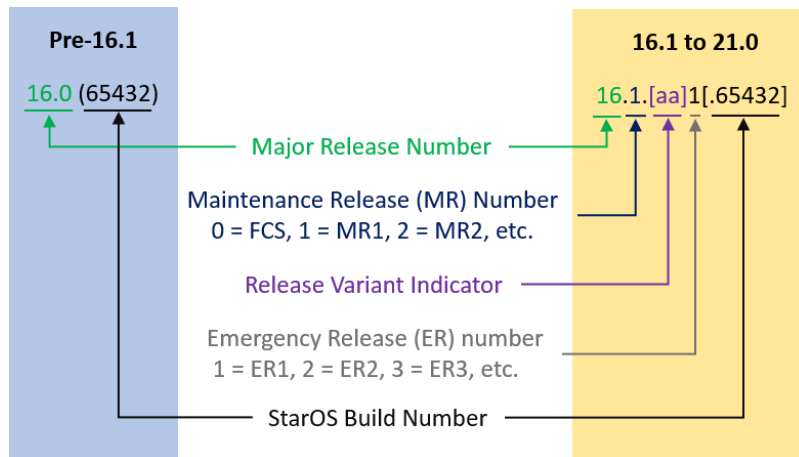 Pre-16.1
16.1 to 21.0
16.0 (65432)
16.1.[aa]1[.65432]
Major Release Number
Maintenance Release (MR) Number
0 = FCS, 1 = MR1, 2 = MR2, etc.
Release Variant Indicator
Emergency Release (ER) number
1 = ER1, 2 = ER2, 3 = ER3, etc.
StarOS Build Number